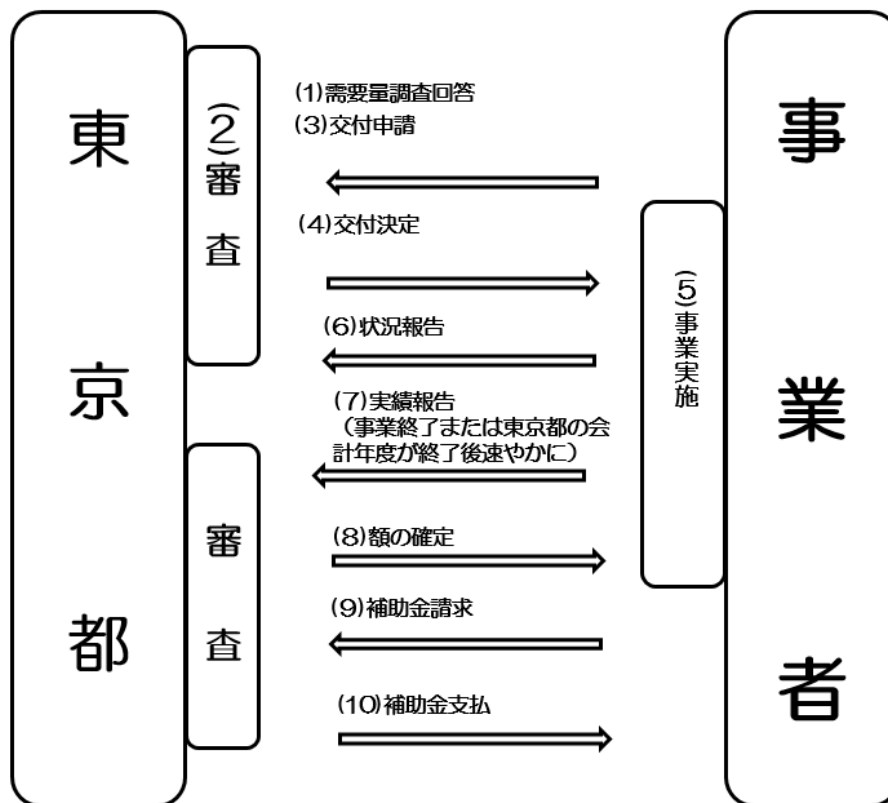 東京都
(2)審査
(1)需要量調査回答
(3)交付申請
(4)交付決定
(6)状況報告
(7)実績報告
(事業終了または東京都の会
計年度が終了後速やかに)
審査
(8)額の確定
(9)補助金請求
(10)補助金支払
(5)事業実施
事業者